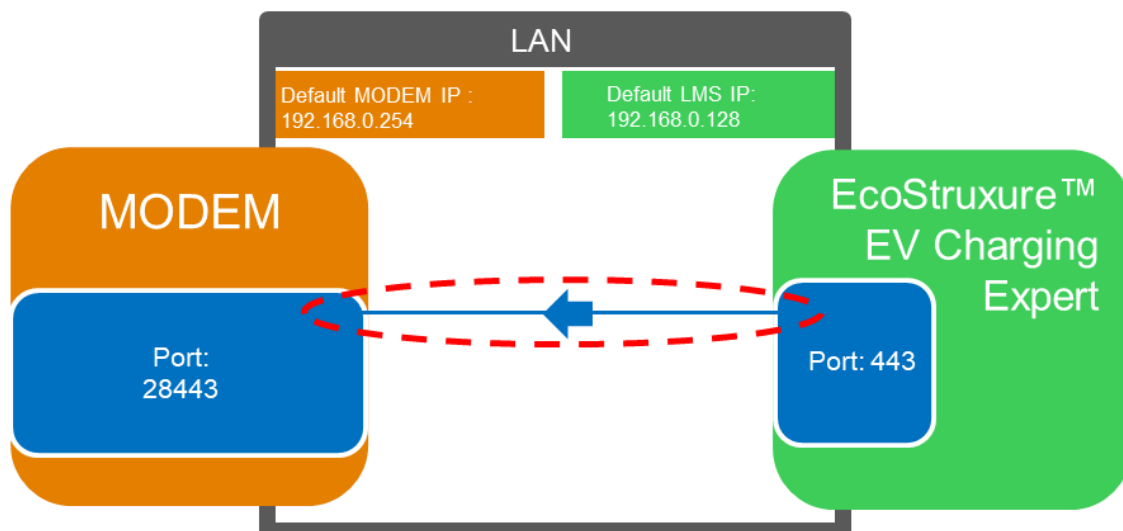 LAN
Default MODEM IP :
192.168.0.254
Default LMS IP:
192.168.0.128
MODEM
EcoStruxure™
EV Charging
Expert
Port:
28443
Port: 443